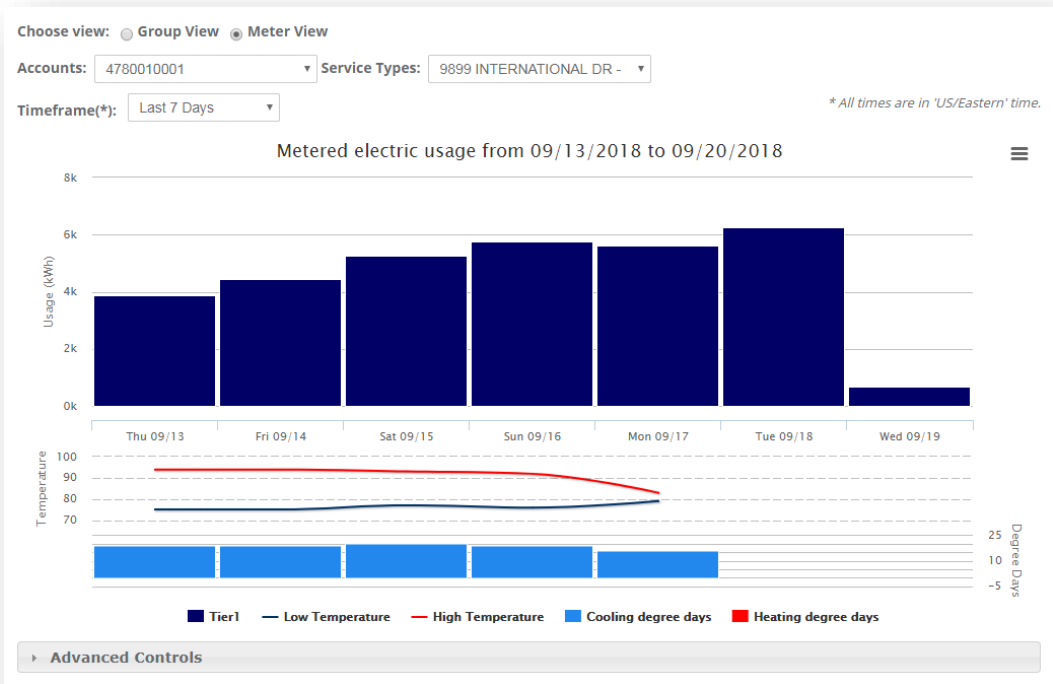 Choose view: Group View Meter View
Accounts: 4780010001 Service Types: 9899 INTERNATIONAL DR -
Timeframe(*): Last 7 Days
* All times are in 'US/Eastern' time.
Metered electric usage from 09/13/2018 to 09/20/2018
8k
6k
4k
2k
0k
Usage (kWh)
Thu 09/13 Fri 09/14 Sat 09/15 Sun 09/16 Mon 09/17 Tue 09/18 Wed 09/19
100
90
80
70
Temperature
25
10
-5
Degree Days
Tier1 Low Temperature High Temperature Cooling degree days Heating degree days
Advanced Controls